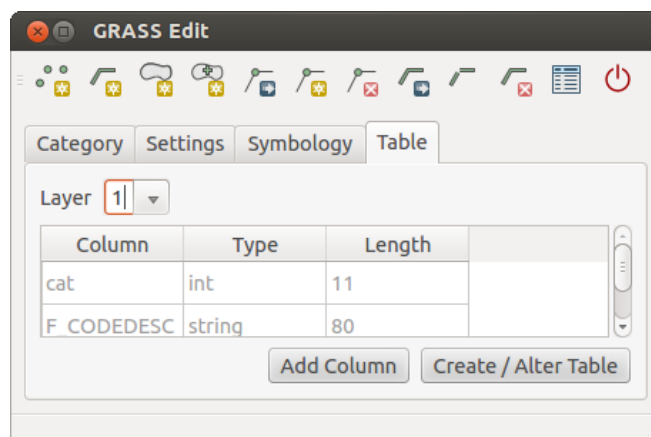 GRASS Edit
Category Settings Symbology Table
Layer 1
Column Type Length
cat int 11
F_CODEDESC string 80
Add Column Create / Alter Table